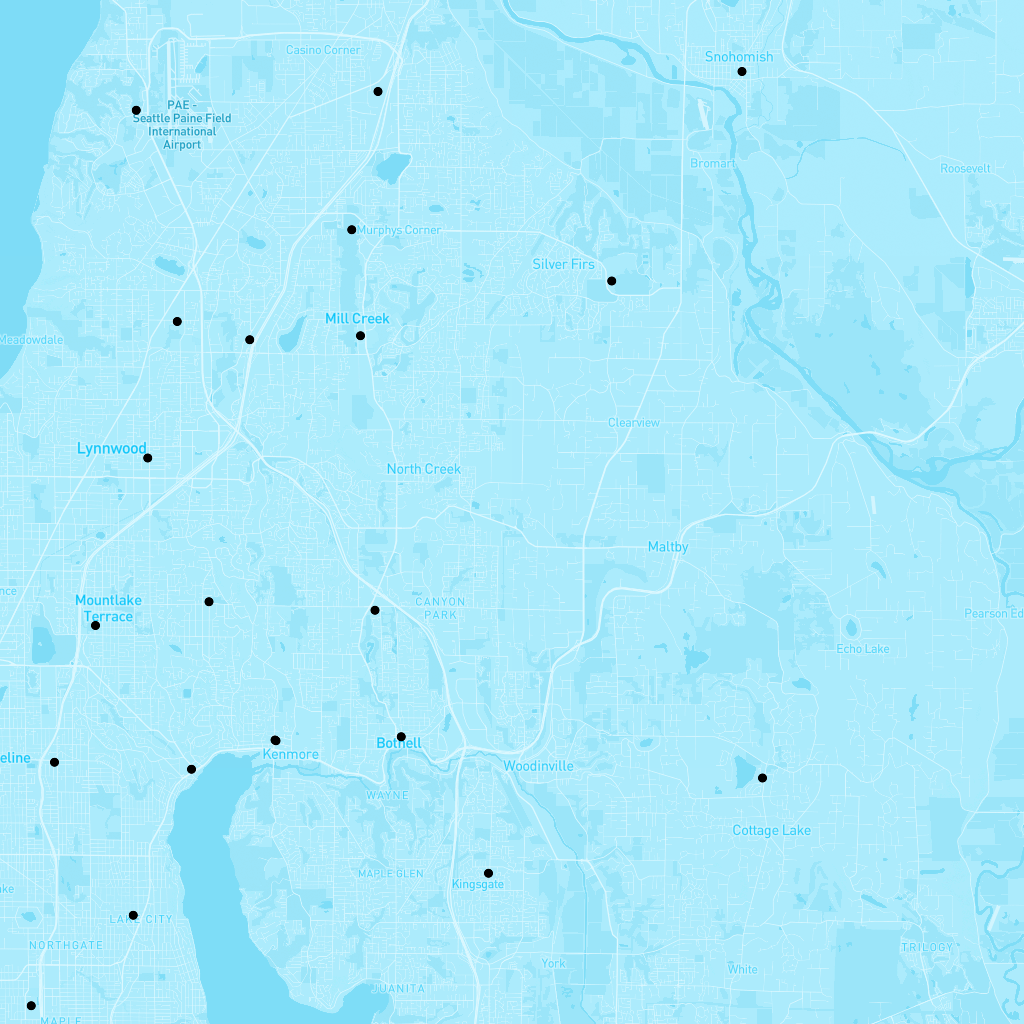 Casino Corner
Snohomish
PAE -
Seattle Paine Field
International
Airport
Bromart
Roosevelt
Murphys Corner
Silver Firs
Mill Creek
Meadowdale
Clearview
Lynnwood
North Creek
Maltby
nce
Mountlake
Terrace
CANYON
PARK
Pearson Ed
Echo Lake
Bothell
Kenmore
eline
Woodinville
WAYNE
Cottage Lake
MAPLE GLEN
Kingsgate
ake
LAKE CITY
NORTHGATE
TRILOGY
York
White
JUANITA
MAPLE